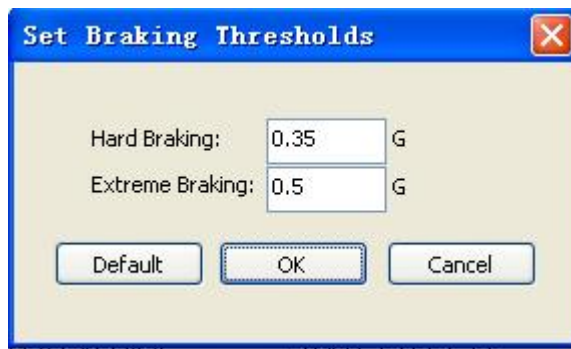 Set Braking Thresholds
Hard Braking: 0.35 G
Extreme Braking: 0.5 G
Default OK Cancel